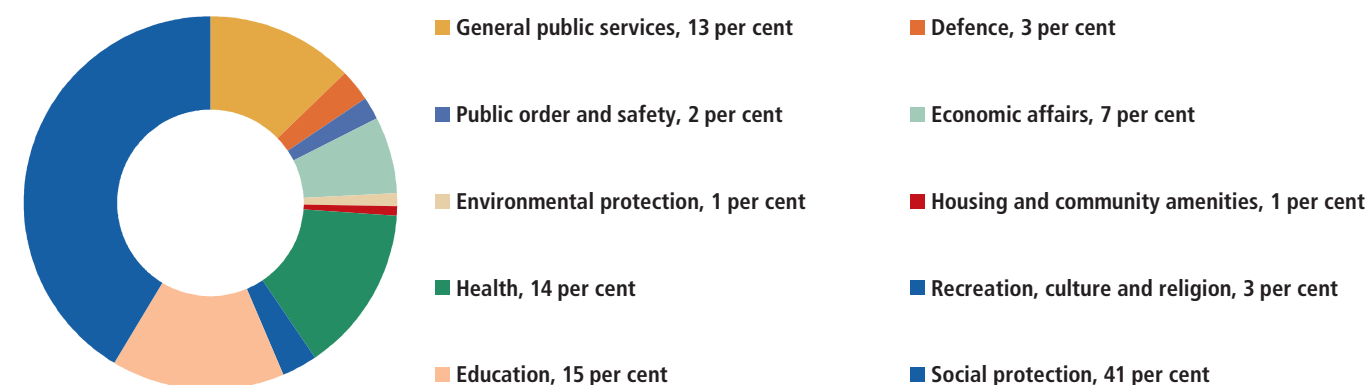 General public services, 13 per cent
Defence, 3 per cent
Public order and safety, 2 per cent
Economic affairs, 7 per cent
Environmental protection, 1 per cent
Housing and community amenities, 1 per cent
Health, 14 per cent
Recreation, culture and religion, 3 per cent
Education, 15 per cent
Social protection, 41 per cent